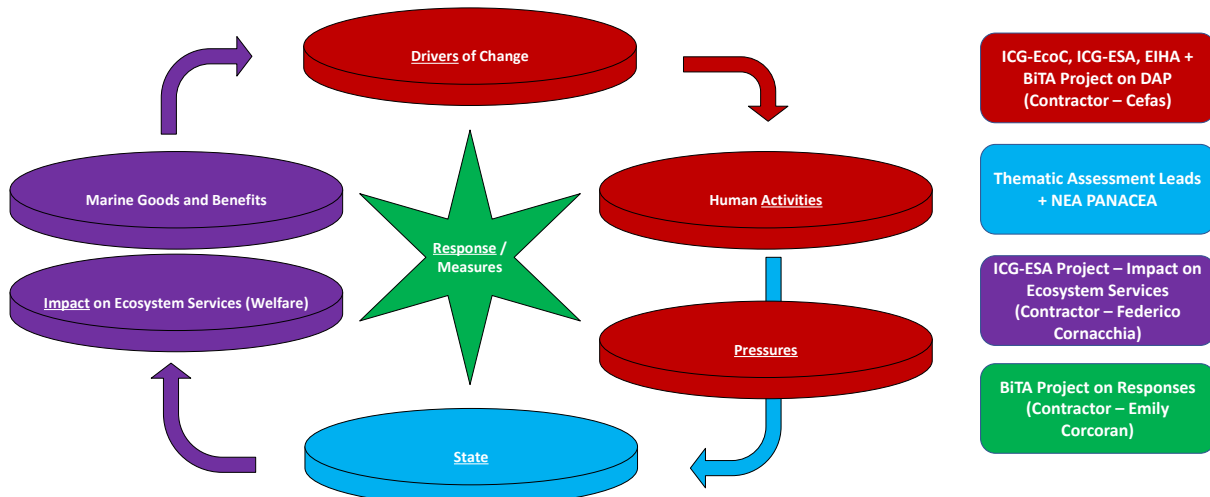 Drivers of Change
Marine Goods and Benefits
Human Activities
Response /
Measures
Impact on Ecosystem Services (Welfare)
Pressures
State
ICG-EcoC, ICG-ESA, EIHA +
BiTA Project on DAP
(Contractor – Cefas)
Thematic Assessment Leads
+ NEA PANACEA
ICG-ESA Project – Impact on
Ecosystem Services
(Contractor – Federico
Cornacchia)
BiTA Project on Responses
(Contractor – Emily
Corcoran)